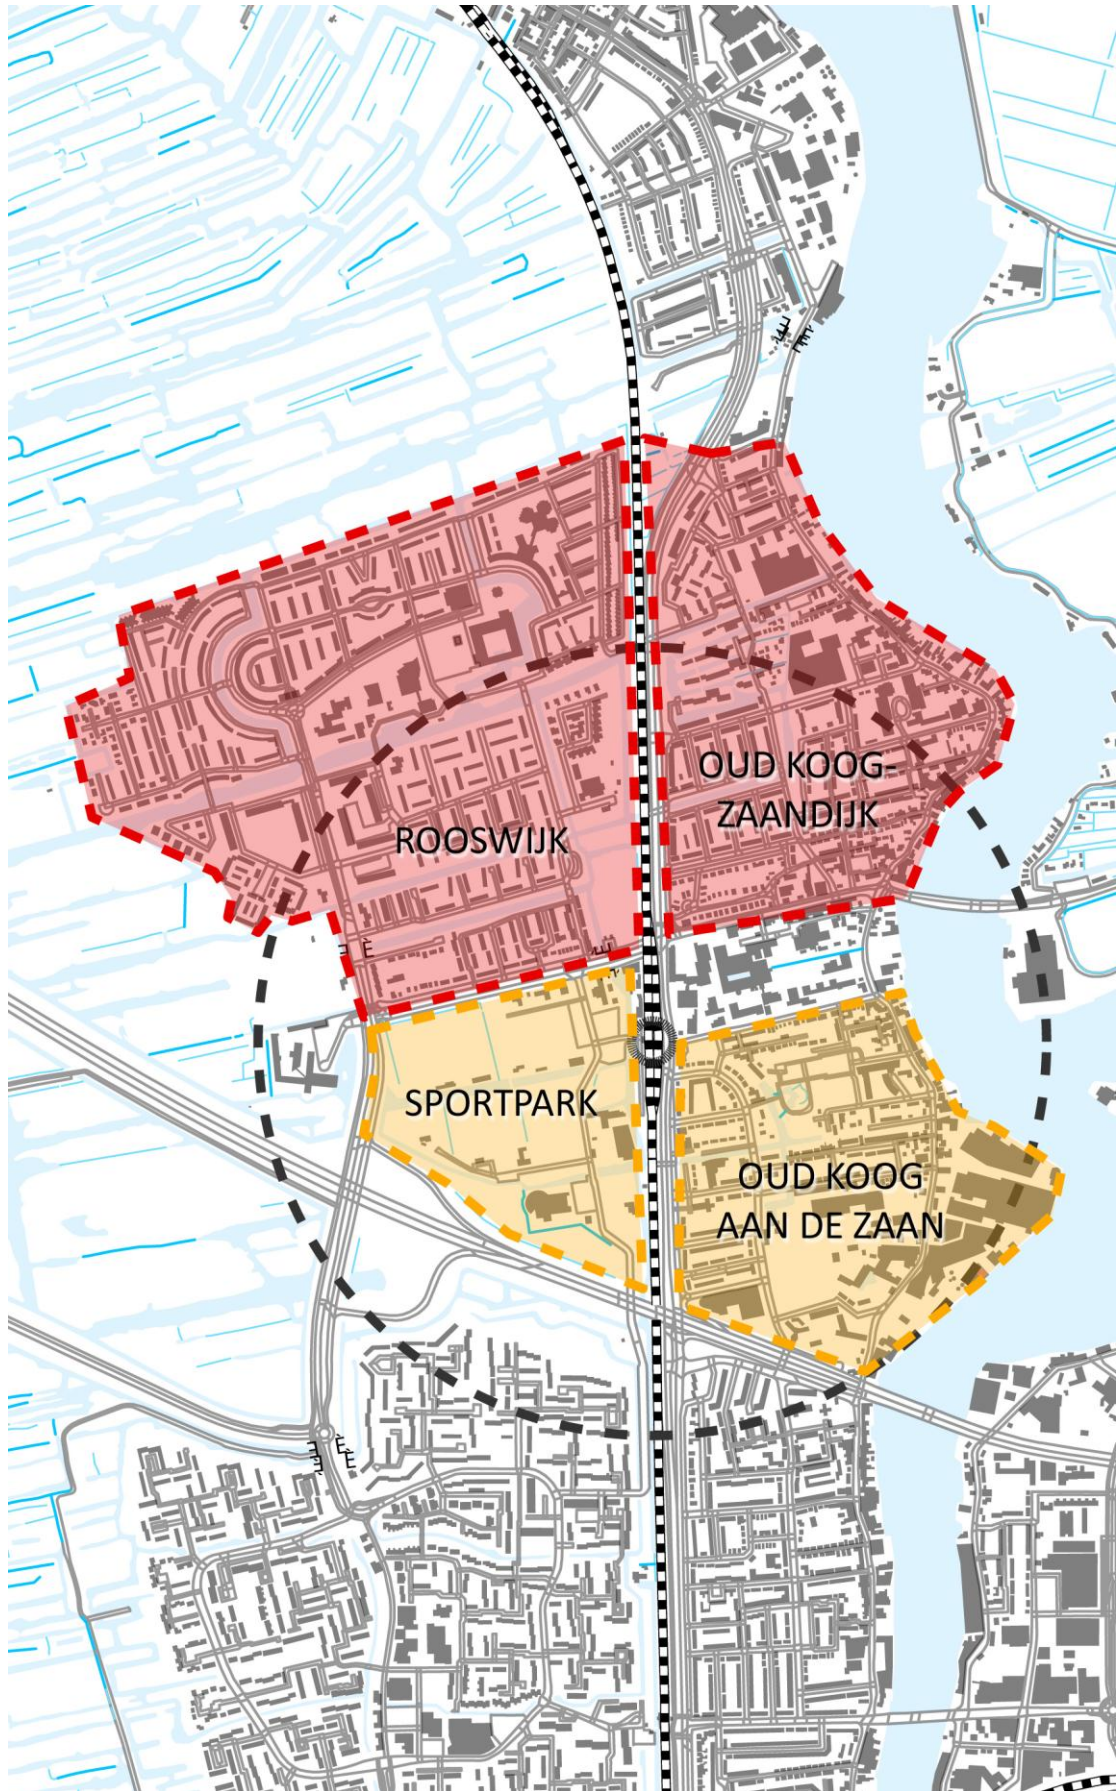 OUD KOOG-
ZAANDIJK
ROOSWIJK
SPORTPARK
OUD KOOG
AAN DE ZAAN